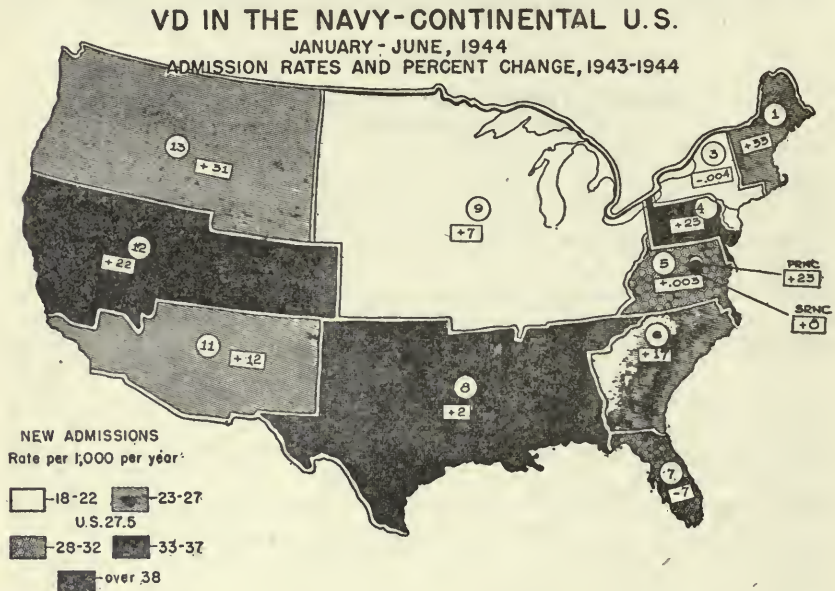 VD IN THE NAVY-CONTINENTAL U.S.
JANUARY-JUNE, 1944
ADMISSION RATES AND PERCENT CHANGE, 1943-1944
1
+33
3
-.004
13
+31
4
+25
9
+7
12
+22
5
+.003
PRNC
+23
SRNC
+0
6
+17
11
+12
8
+2
7
-7
NEW ADMISSIONS
Rate per 1,000 per year:
-18-22 -23-27
U.S.27.5
-28-32 -33-37
-over 38